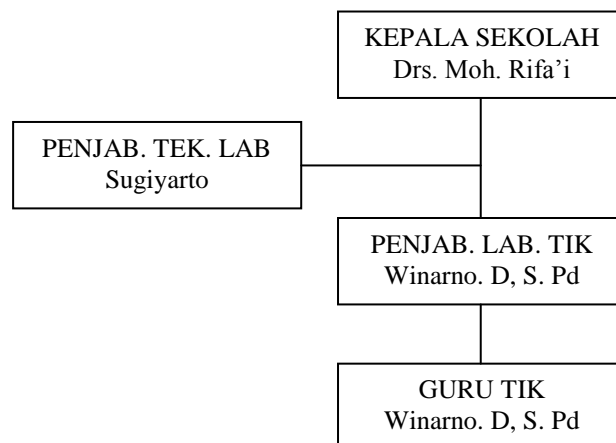 KEPALA SEKOLAH
Drs. Moh. Rifa’i
PENJAB. TEK. LAB
Sugiyarto
PENJAB. LAB. TIK
Winarno. D, S. Pd
GURU TIK
Winarno. D, S. Pd